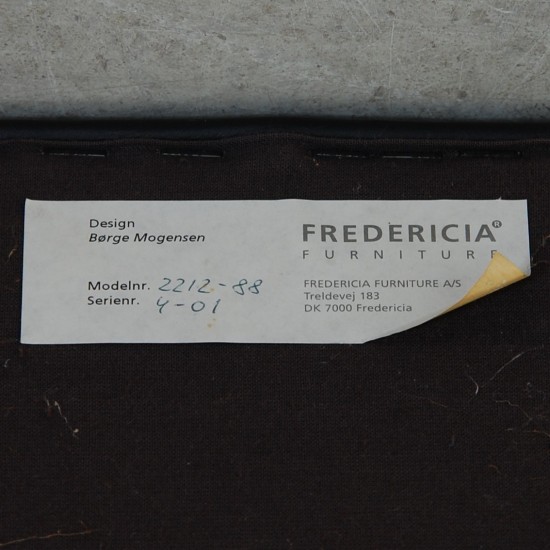 Design
Børge Mogensen
Modelnr. 2212-88
Serienr. 4-01
FREDERICIA®
FURNITURE
FREDERICIA FURNITURE A/S
Treldevej 183
DK 7000 Fredericia